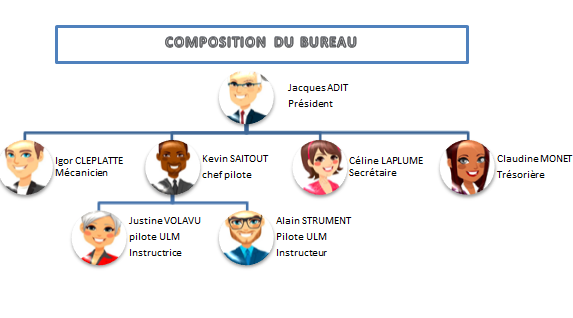 COMPOSITION DU BUREAU
Jacques ADIT
Président
Igor CLEPLATTE
Mécanicien
Kevin SAITOUT
chef pilote
Céline LAPLUME
Secrétaire
Claudine MONET
Trésorière
Justine VOLAVU
pilote ULM
Instructrice
Alain STRUMENT
Pilote ULM
Instructeur